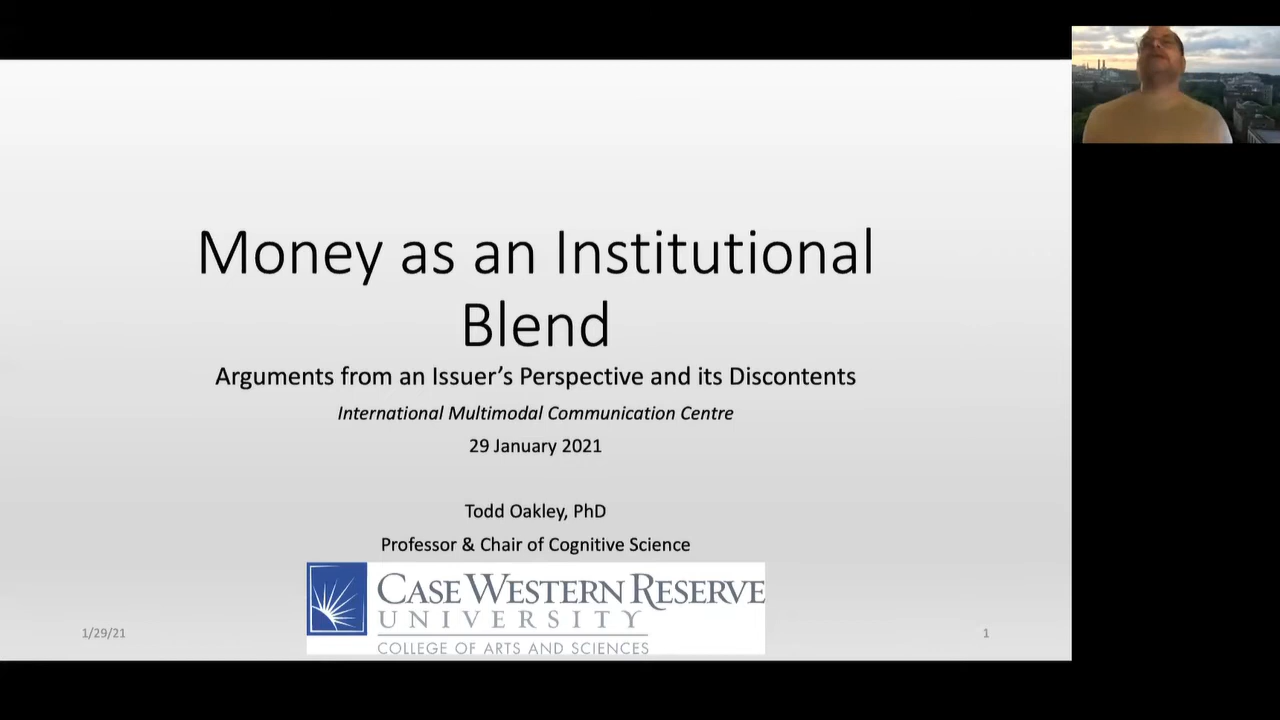 Money as an Institutional
Blend
Arguments from an Issuer’s Perspective and its Discontents
International Multimodal Communication Centre
29 January 2021
Todd Oakley, PhD
Professor & Chair of Cognitive Science
CASE WESTERN RESERVE
UNIVERSITY
COLLEGE OF ARTS AND SCIENCES
1/29/21
1